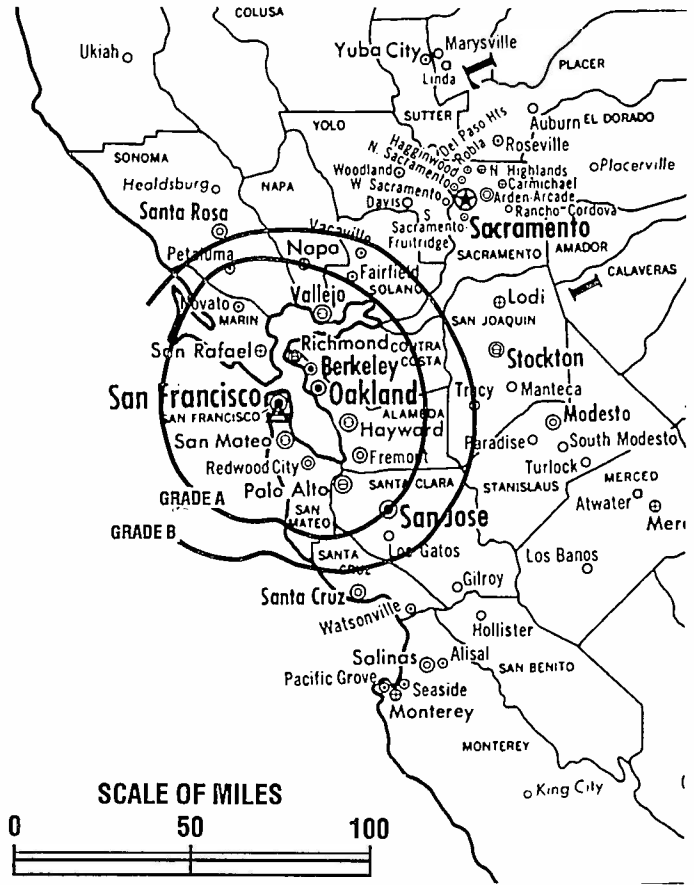 COLUSA
Ukiah
Yuba City
Marysville
Linda
PLACER
SUTTER
YOLO
Del Paso Hts
Auburn
EL DORADO
SONOMA
Hagginwood
Robla
Roseville
N. Sacramento
N Highlands
Placerville
Healdsburg
NAPA
Woodland
Carmichael
W Sacramento
Arden-Arcade
Davis
Rancho-Cordova
Santa Rosa
S
Sacramento
Sacramento-
Fruitridge
Vacaville
Petaluma
Napa
SACRAMENTO
AMADOR
Fairfield
SOLANO
CALAVERAS
Novato
Vallejo
Lodi
MARIN
SAN JOAQUIN
San Rafael
Richmond
CONTRA
COSTA
Berkeley
Stockton
San Francisco
Oakland
Tracy
Manteca
SAN FRANCISCO
ALAMEDA
Modesto
Hayward
San Mateo
Paradise
South Modesto
Redwood City
Fremont
Turlock
GRADE A
Palo Alto
SANTA CLARA
STANISLAUS
MERCED
Atwater
SAN
MATEO
San Jose
Mer
GRADE B
Los Gatos
Los Banos
SANTA
CRUZ
Santa Cruz
Gilroy
Watsonville
Hollister
Salinas
Alisal
SAN BENITO
Pacific Grove
Seaside
Monterey
MONTEREY
King City
SCALE OF MILES
0 50 100